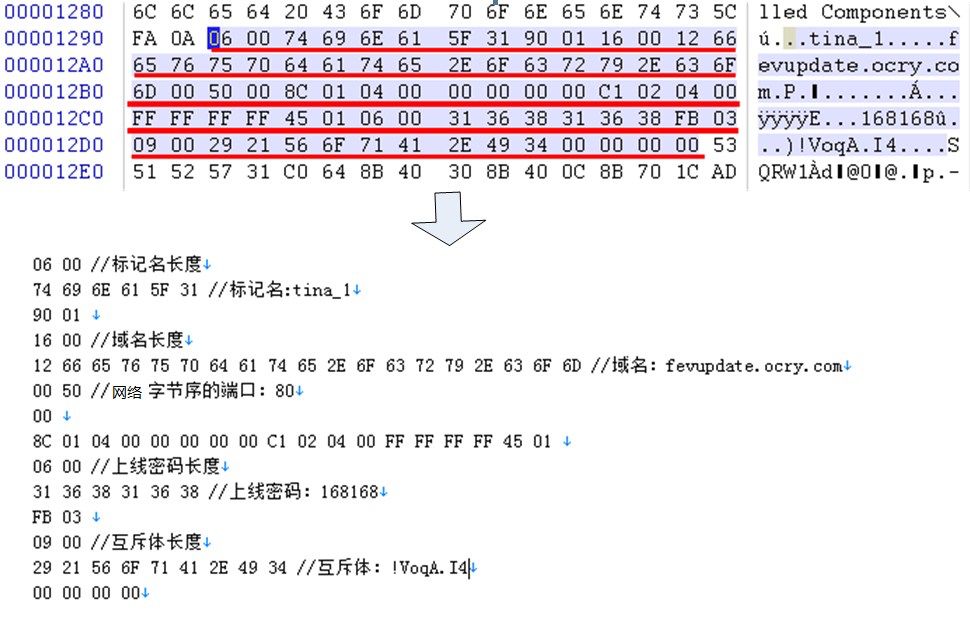 00001280 6C 6C 65 64 20 43 6F 6D 70 6F 6E 65 6E 74 73 5C lled Components\
00001290 FA 0A 06 00 74 69 6E 61 5F 31 90 01 16 00 12 66 ú...tina_1.....f
000012A0 65 76 75 70 64 61 74 65 2E 6F 63 72 79 2E 63 6F evupdate.ocry.co
000012B0 6D 00 50 00 8C 01 04 00 00 00 00 00 C1 02 04 00 m.P.▌.......Á...
000012C0 FF FF FF FF 45 01 06 00 31 36 38 31 36 38 FB 03 ÿÿÿÿE...168168û.
000012D0 09 00 29 21 56 6F 71 41 2E 49 34 00 00 00 00 53 ..)!VoqA.I4....S
000012E0 51 52 57 31 C0 64 8B 40 30 8B 40 0C 8B 70 1C AD QRW1Àd▌@0▌@.▌p.-
06 00 //标记名长度↓
74 69 6E 61 5F 31 //标记名:tina_1↓
90 01 ↓
16 00 //域名长度↓
12 66 65 76 75 70 64 61 74 65 2E 6F 63 72 79 2E 63 6F 6D //域名: fevupdate.ocry.com↓
00 50 //网络 字节序的端口: 80↓
00 ↓
8C 01 04 00 00 00 00 00 C1 02 04 00 FF FF FF FF 45 01 ↓
06 00 //上线密码长度↓
31 36 38 31 36 38 //上线密码: 168168↓
FB 03 ↓
09 00 //互斥体长度↓
29 21 56 6F 71 41 2E 49 34 //互斥体: !VoqA.I4↓
00 00 00 00↓